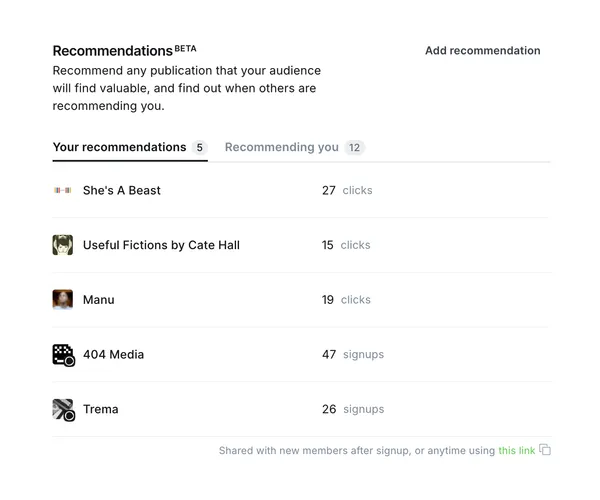 Recommendations BETA
Add recommendation
Recommend any publication that your audience
will find valuable, and find out when others are
recommending you.
Your recommendations 5 Recommending you 12
She's A Beast 27 clicks
Useful Fictions by Cate Hall 15 clicks
Manu 19 clicks
404 Media 47 signups
Trema 26 signups
Shared with new members after signup, or anytime using this link